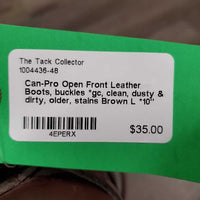 The Tack Collector
1004436-48
Can-Pro Open Front Leather
Boots, buckles *gc, clean, dusty &
dirty, older, stains Brown L *10"
$35.00
4EPERX